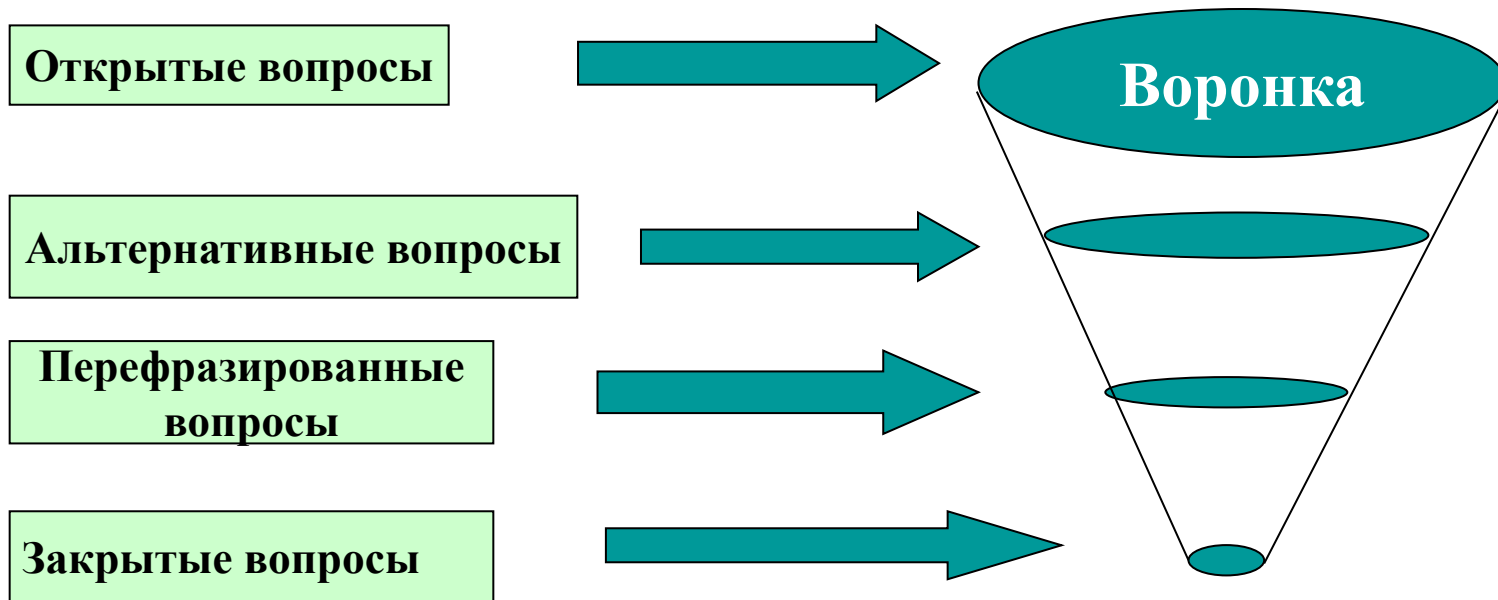 Открытые вопросы
Воронка
Альтернативные вопросы
Перефразированные
вопросы
Закрытые вопросы